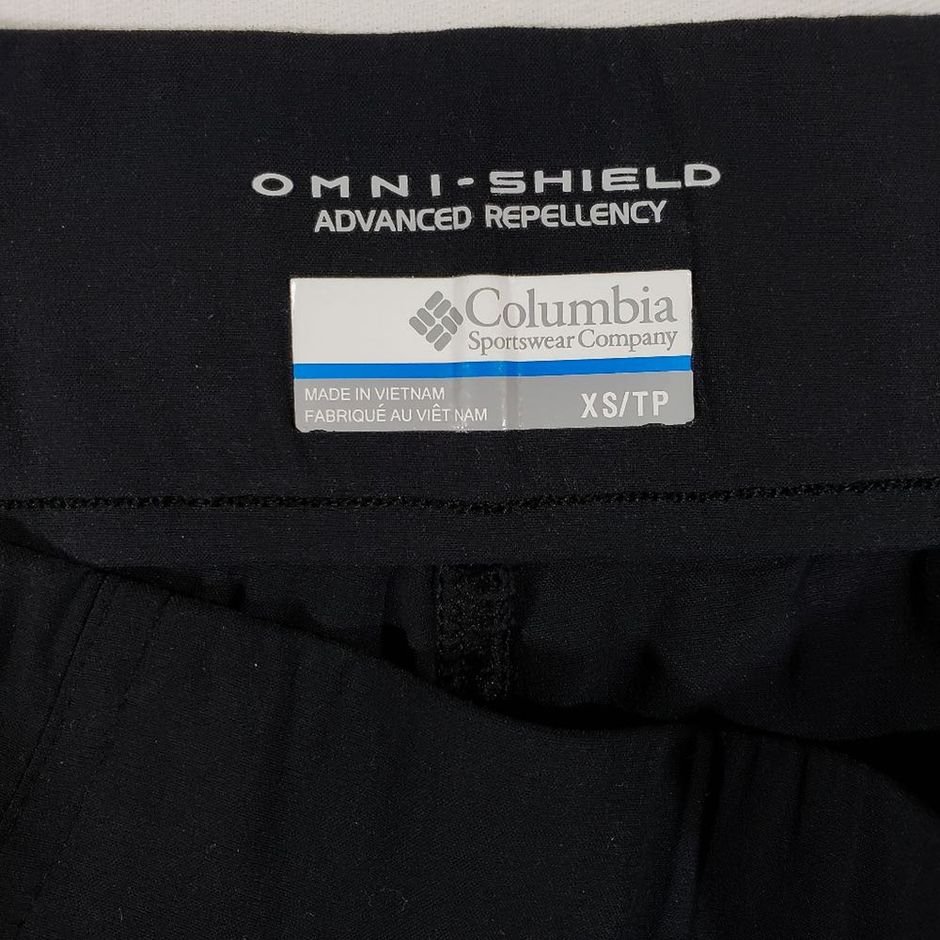 OMNI-SHIELD
ADVANCED REPELLENCY
Columbia
Sportswear Company
MADE IN VIETNAM
FABRIQUÉ AU VIÊT NAM
XS/TP